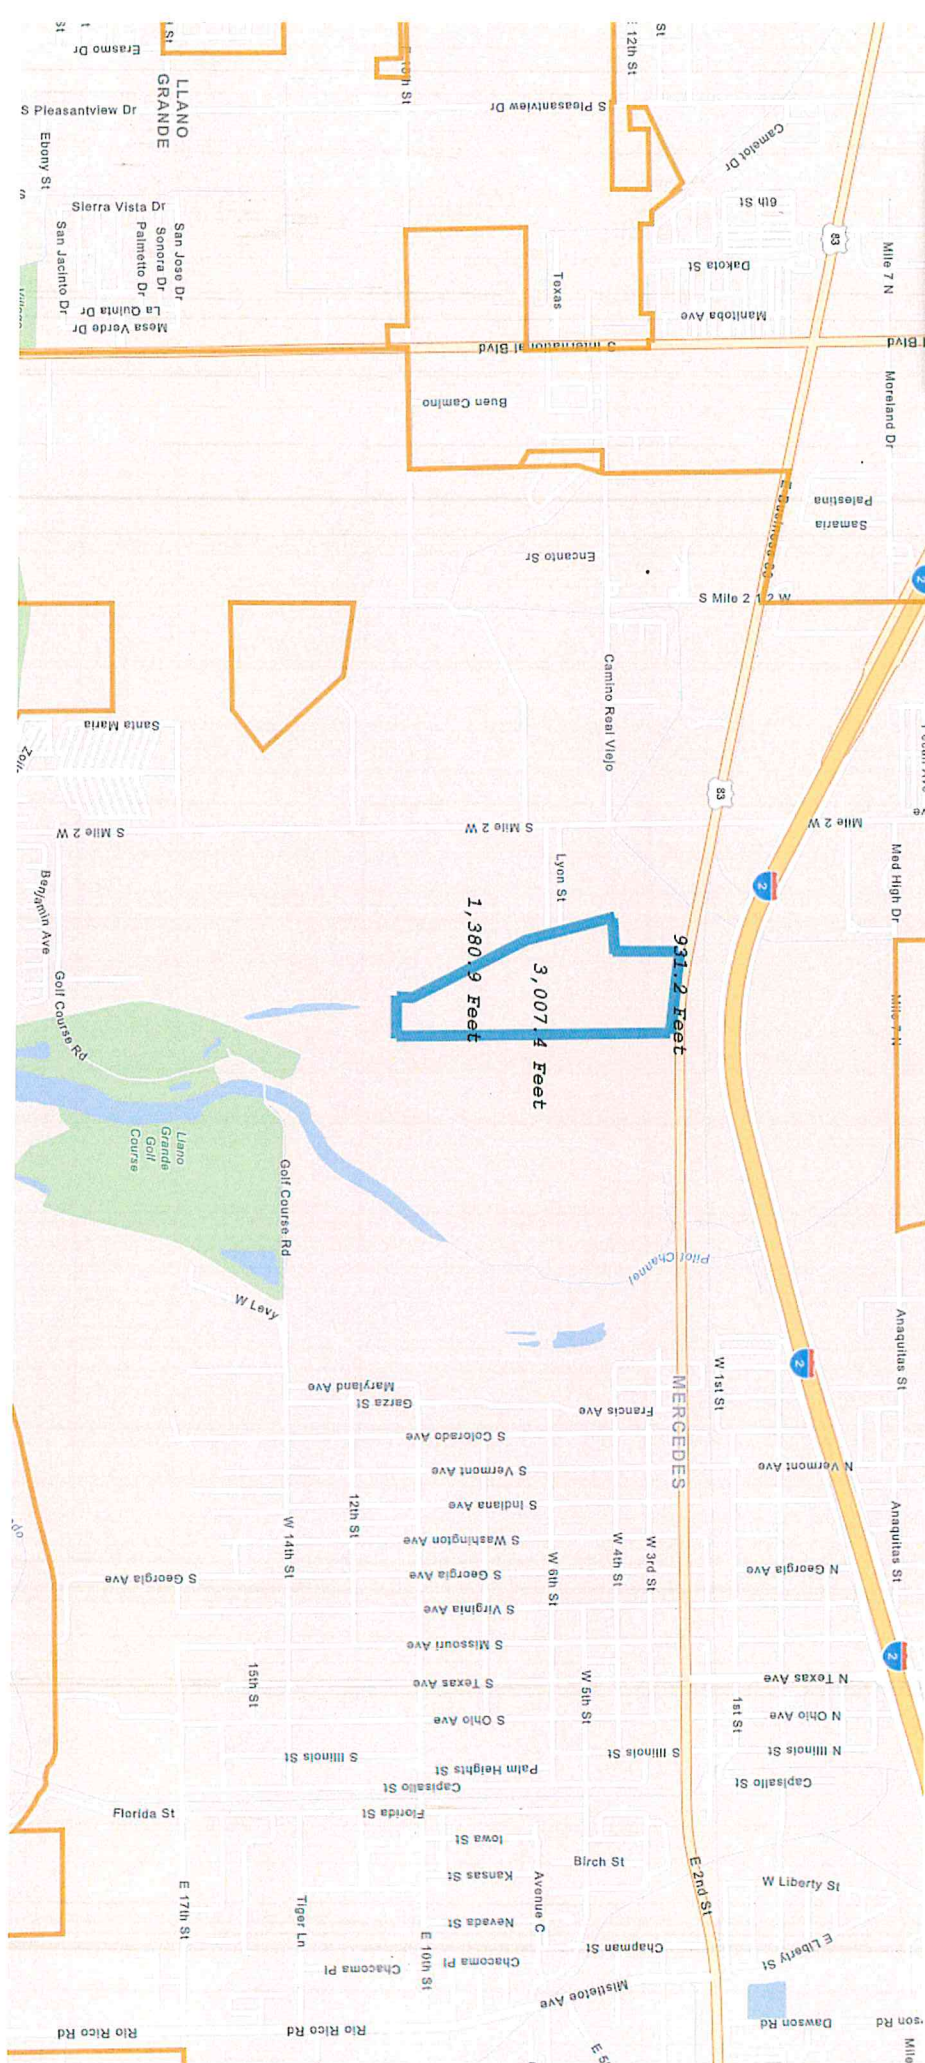 Erasmo Dr
LLANO
GRANDE
S Pleasantview Dr
Ebony St
Sierra Vista Dr
San Jose Dr
Sonora Dr
Palmetto Dr
San Jacinto Dr
La Quinta Dr
Mesa Verde Dr
12th St
S Pleasantview Dr
Camelot Dr
6th St
83
Mile 7 N
Dakota St
Texas
Manitoba Ave
S International Blvd
Blvd
Buen Camino
Moreland Dr
Palestina
Samaria
Encanto Sr
2
S Mile 2 1 2 W
Camino Real Viejo
Santa Maria
83
S Mile 2 W
S Mile 2 W
Mile 2 W
Benjamin Ave
Lyon St
2
Med High Dr
931.2 Feet
1,380.9 Feet
3,007.4 Feet
Golf Course Rd
Mile 7 N
Llano
Grande
Golf
Course
Golf Course Rd
W Levy
Pilot Channel
Anaquitas St
2
W 1st St
MERCEDES
Maryland Ave
Garza St
Francis Ave
S Colorado Ave
S Vermont Ave
N Vermont Ave
S Indiana Ave
12th St
W 14th St
S Washington Ave
W 6th St
W 4th St
W 3rd St
Anaquitas St
S Georgia Ave
S Georgia Ave
N Georgia Ave
S Virginia Ave
S Missouri Ave
2
15th St
S Texas Ave
W 5th St
N Texas Ave
S Ohio Ave
1st St
N Ohio Ave
S Illinois St
S Illinois St
N Illinois St
Palm Heights St
Capisallo St
Capisallo St
Florida St
Florida St
Iowa St
Birch St
Kansas St
E 2nd St
W Liberty St
E 17th St
Tiger Ln
Avenue C
Nevada St
E 10th St
Chacoma Pl
Chacoma Pl
Chapman St
E Liberty St
Mistletoe Ave
Rio Rico Rd
Rio Rico Rd
Dawson Rd
son Rd
Mile